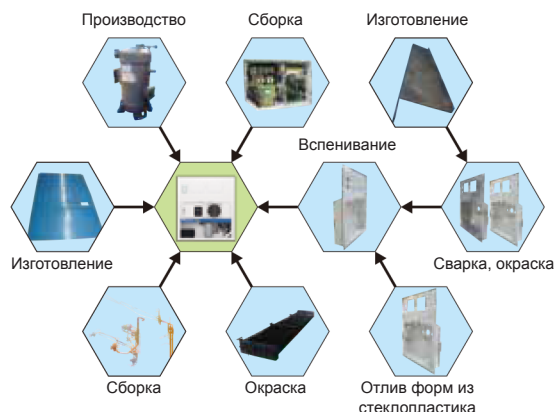 Производство
Сборка
Изготовление
Вспенивание
Изготовление
Сварка, окраска
Сборка
Окраска
Отлив форм из
стеклопластика